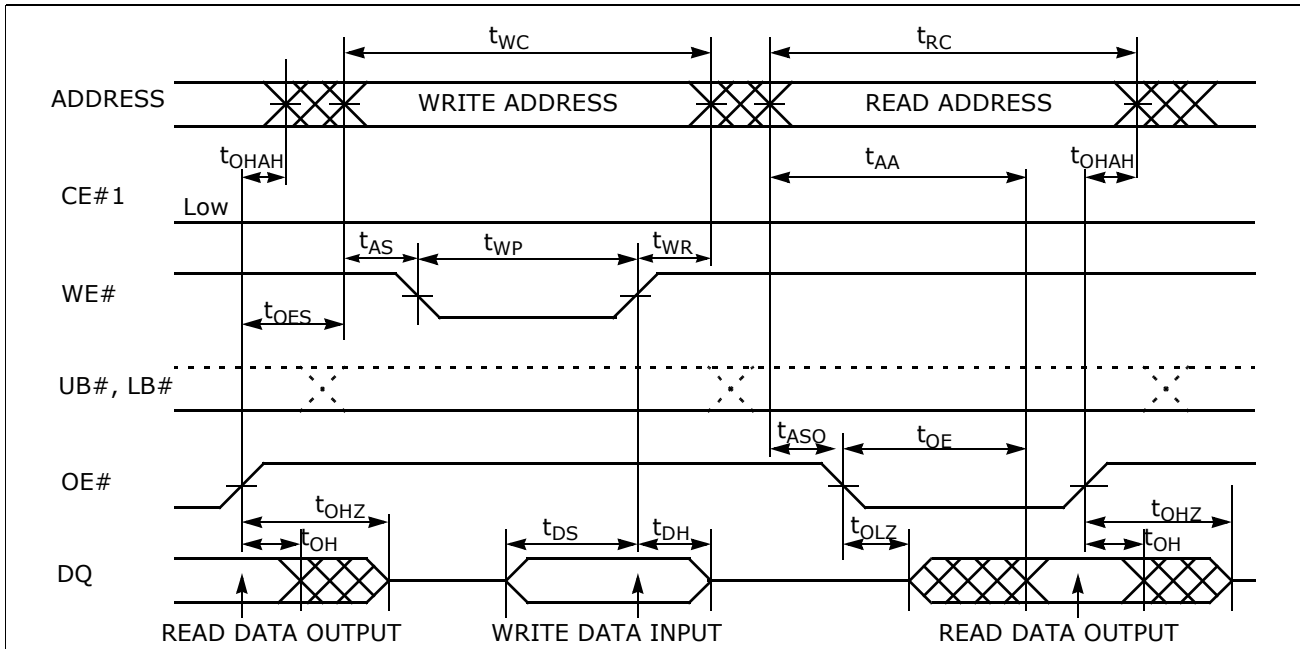 tWC tRC
ADDRESS WRITE ADDRESS READ ADDRESS
tOHAH tAA tOHAH
CE#1
Low
tAS tWP tWR
WE#
tOES
UB#, LB#
tASO tOE
OE#
tOHZ tDS tDH tOLZ tOHZ
tOH tOH
DQ
READ DATA OUTPUT WRITE DATA INPUT READ DATA OUTPUT